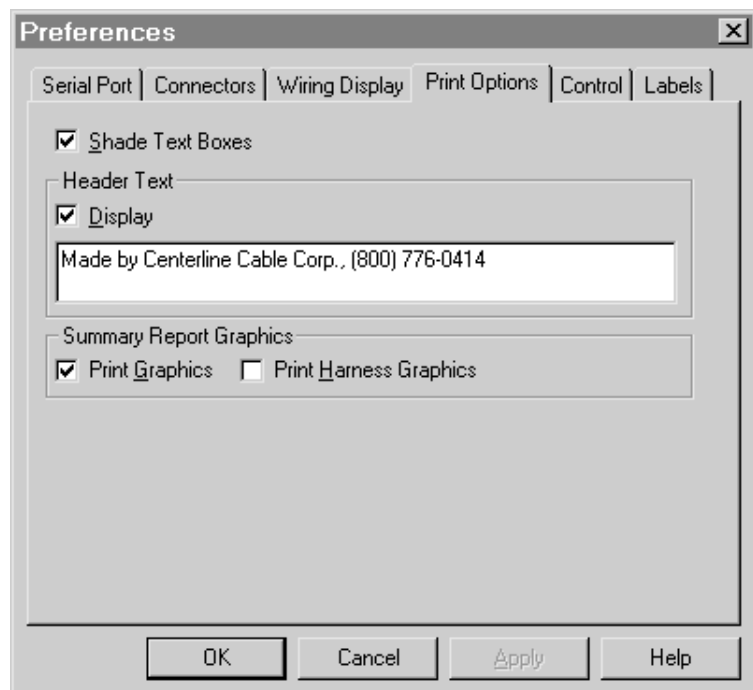 Preferences
Serial Port Connectors Wiring Display Print Options Control Labels
Shade Text Boxes
Header Text
Display
Made by Centerline Cable Corp., (800) 776-0414
Summary Report Graphics
Print Graphics Print Harness Graphics
OK Cancel Apply Help